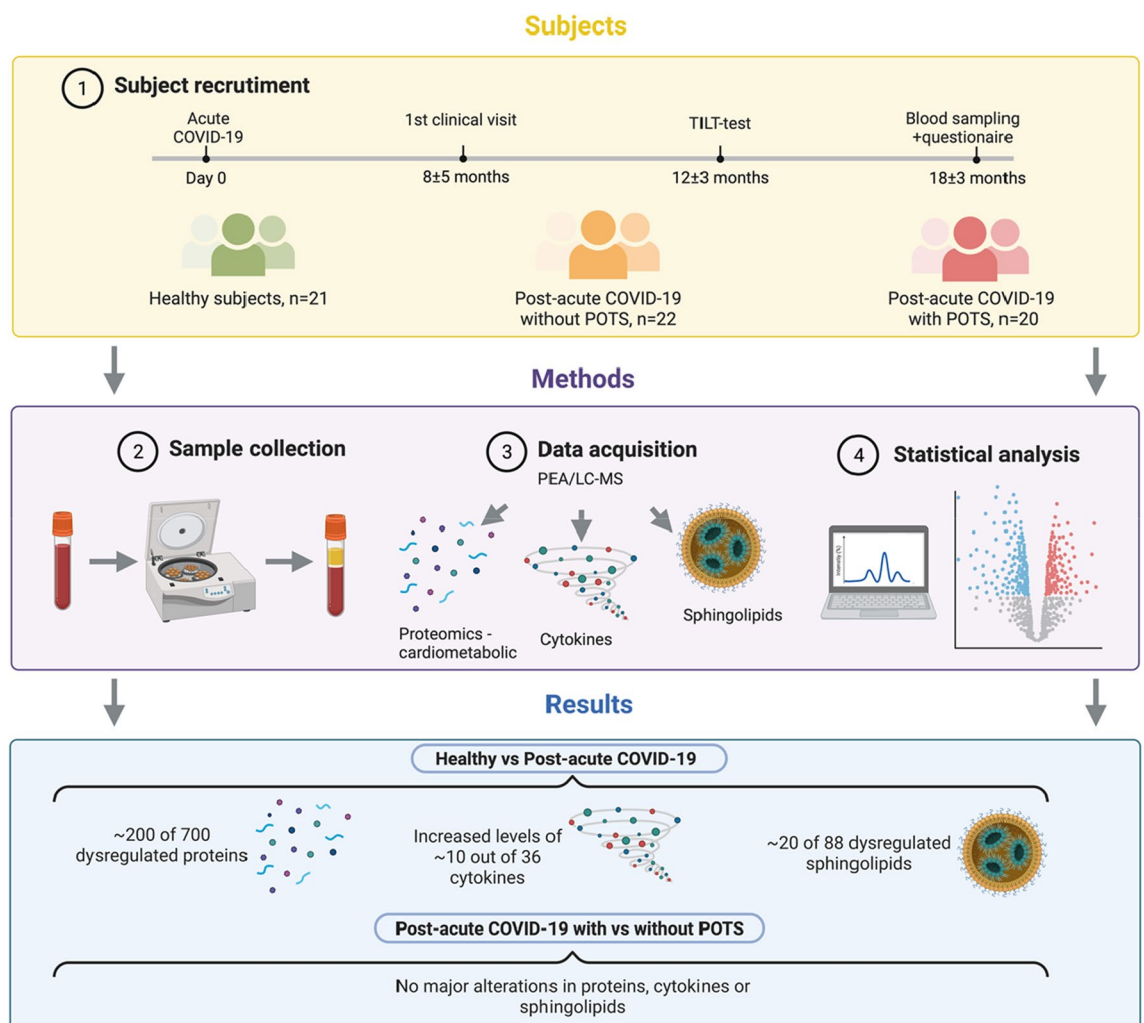 Subjects
1 Subject recrutiment
Acute
COVID-19
1st clinical visit
TILT-test
Blood sampling
+questionaire
Day 0
8±5 months
12±3 months
18±3 months
Healthy subjects, n=21
Post-acute COVID-19
without POTS, n=22
Post-acute COVID-19
with POTS, n=20
Methods
2 Sample collection
3 Data acquisition
PEA/LC-MS
4 Statistical analysis
Proteomics -
cardiometabolic
Cytokines
Sphingolipids
Intensity (%)
Results
Healthy vs Post-acute COVID-19
~200 of 700
dysregulated proteins
Increased levels of
~10 out of 36
cytokines
~20 of 88 dysregulated
sphingolipids
Post-acute COVID-19 with vs without POTS
No major alterations in proteins, cytokines or
sphingolipids